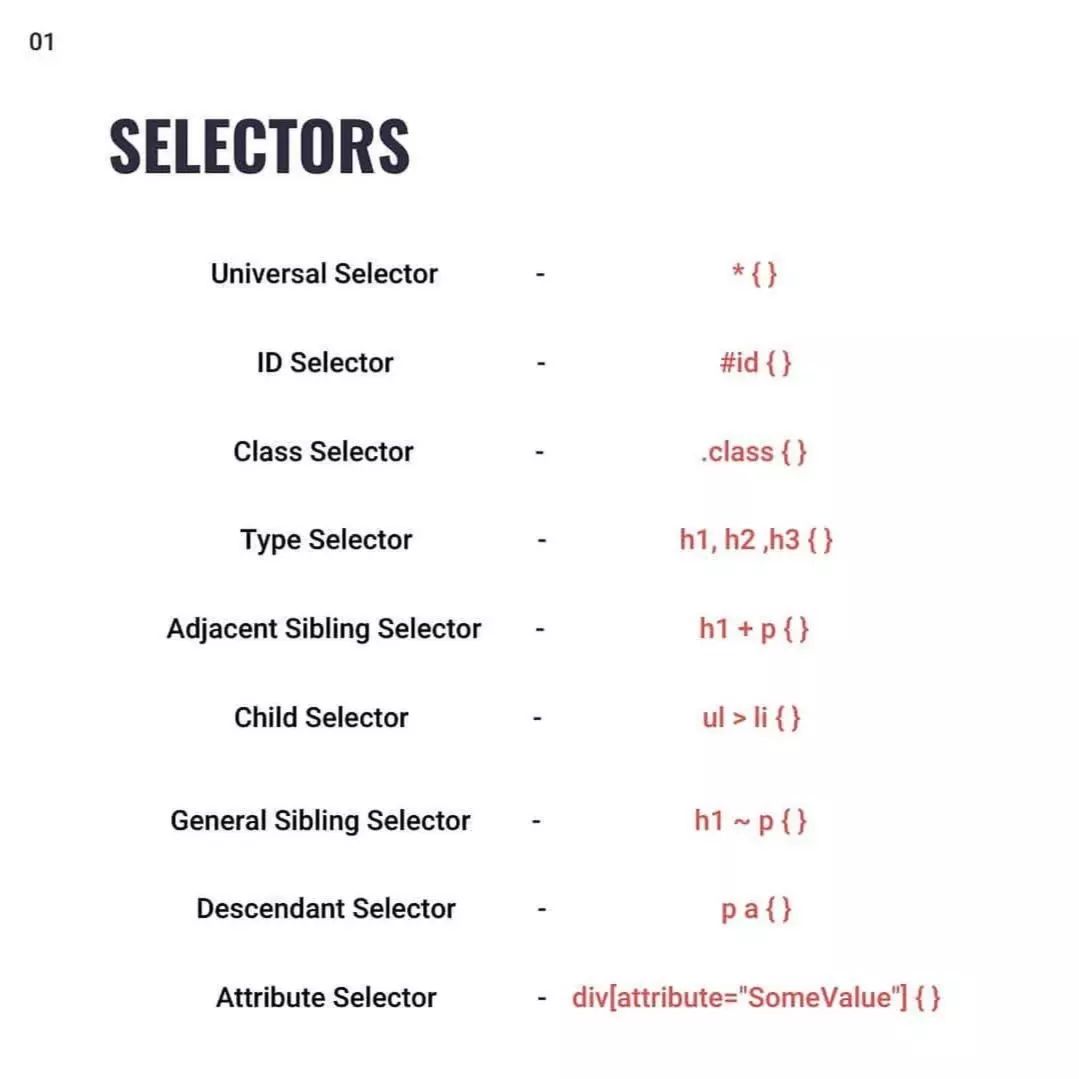 01
SELECTORS
Universal Selector - * { }
ID Selector - #id { }
Class Selector - .class { }
Type Selector - h1, h2 ,h3 { }
Adjacent Sibling Selector - h1 + p { }
Child Selector - ul > li { }
General Sibling Selector - h1 ~ p { }
Descendant Selector - p a { }
Attribute Selector - div[attribute="SomeValue"] { }